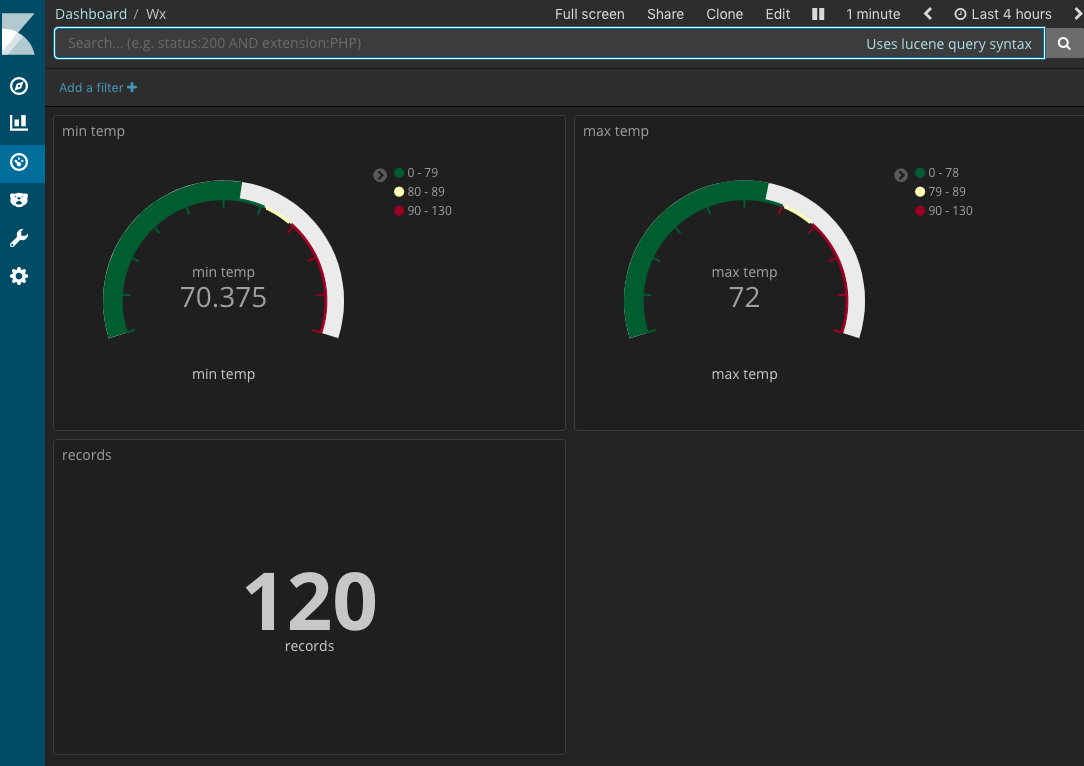 Dashboard / Wx
Full screen Share Clone Edit 1 minute Last 4 hours
Search... (e.g. status:200 AND extension:PHP)
Uses lucene query syntax
Add a filter
min temp
0 - 79
80 - 89
90 - 130
min temp
70.375
min temp
max temp
0 - 78
79 - 89
90 - 130
max temp
72
max temp
records
120
records